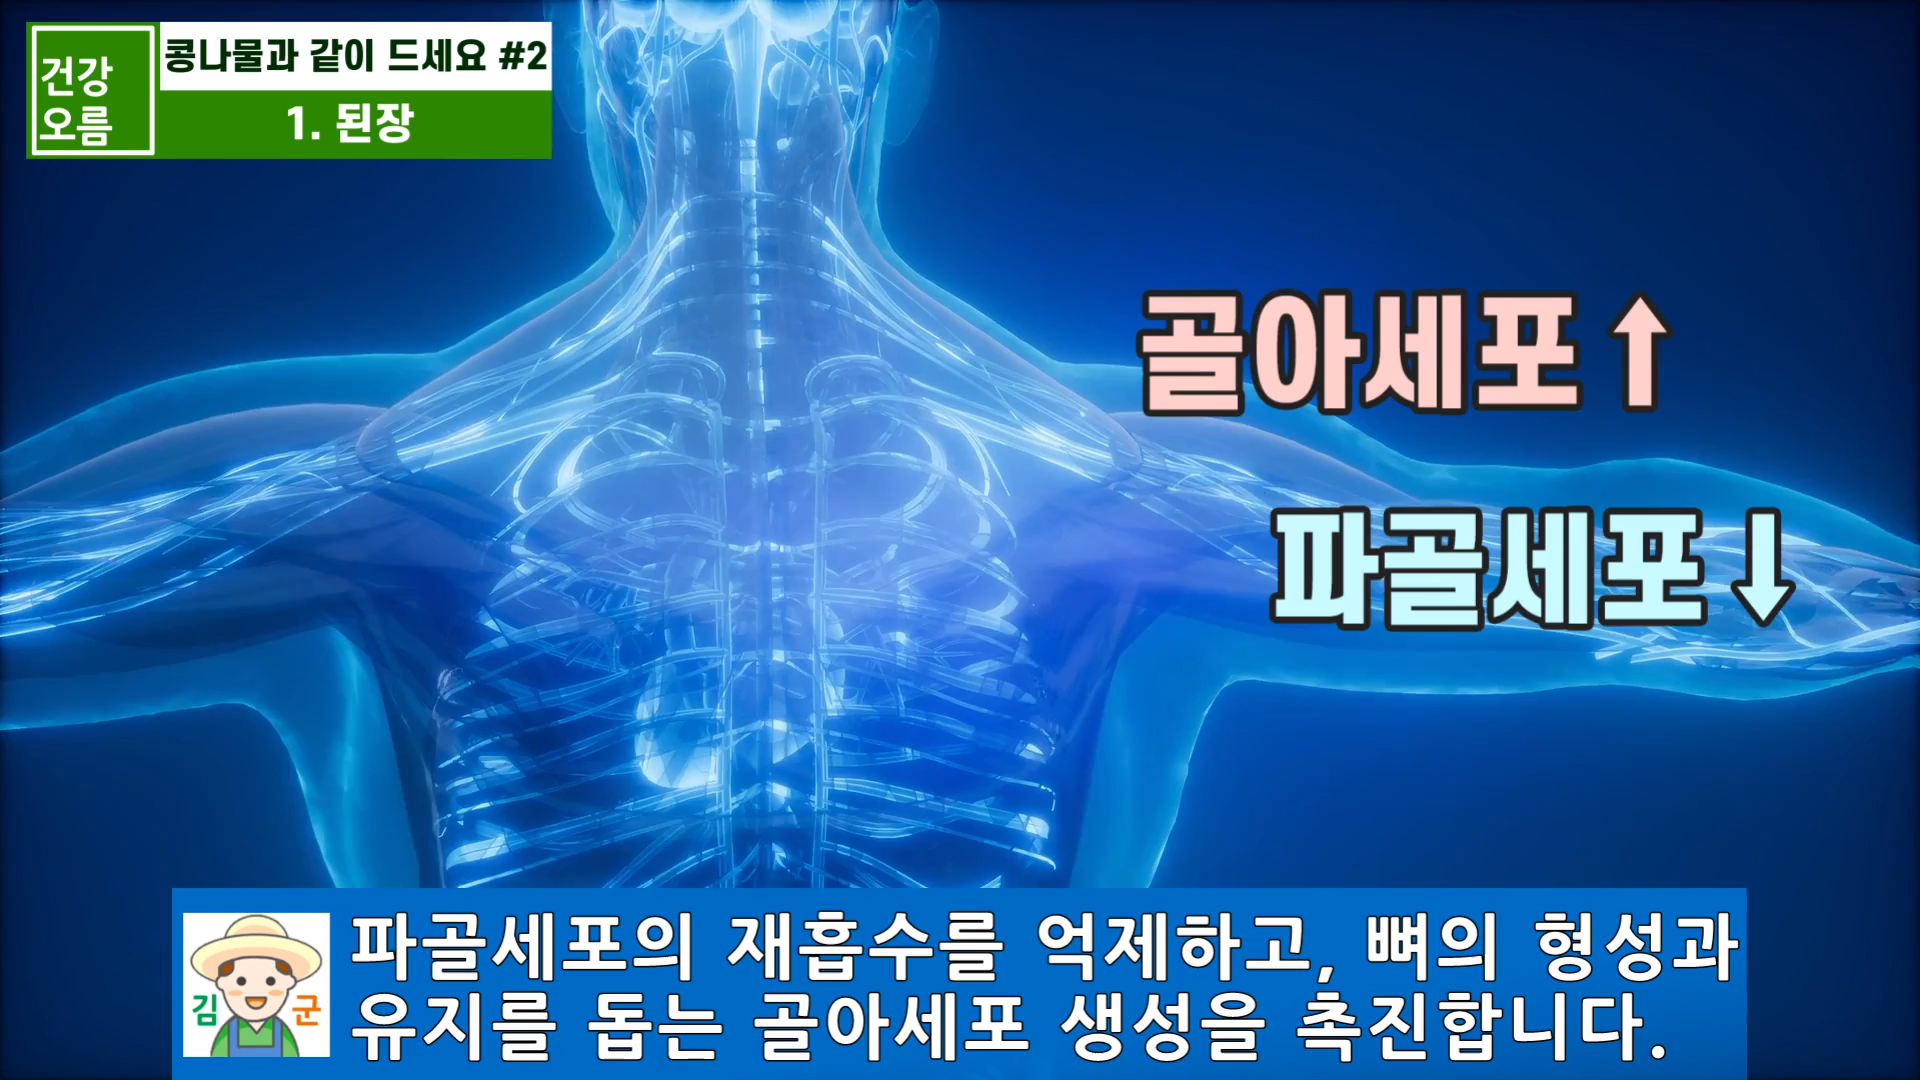 건강
오름
콩나물과 같이 드세요 #2
1. 된장
골아세포↑
파골세포↓
김 군
파골세포의 재흡수를 억제하고, 뼈의 형성과
유지를 돕는 골아세포 생성을 촉진합니다.